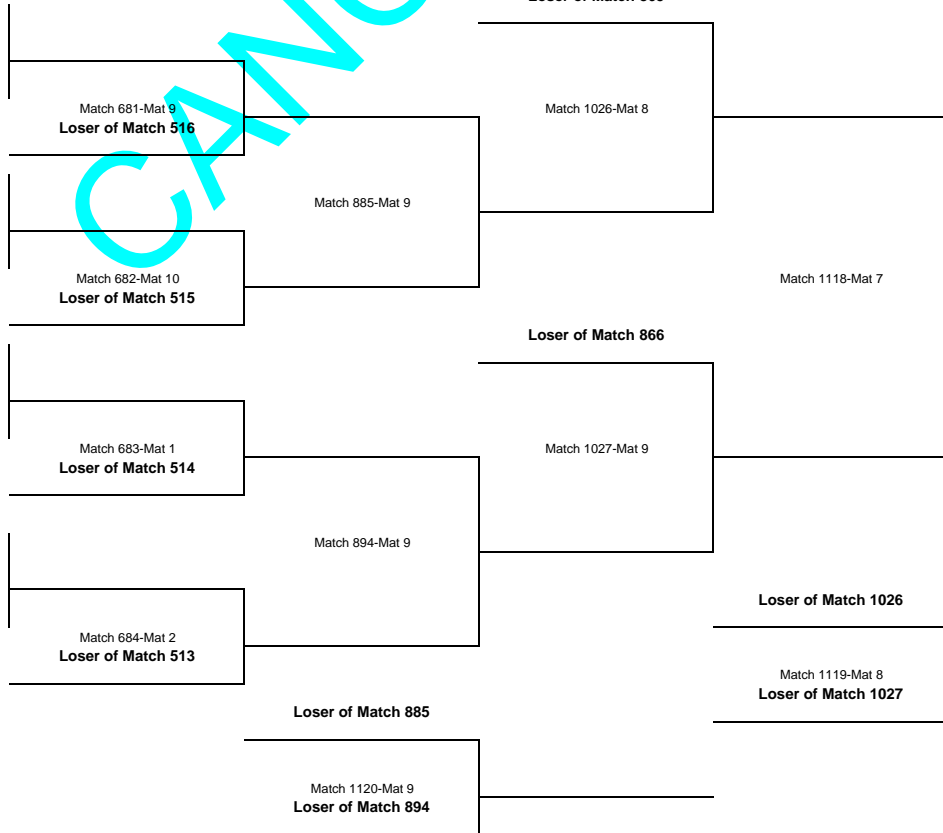 Match 1026-Mat 8
Match 681-Mat 9
Loser of Match 516
Match 885-Mat 9
Match 682-Mat 10
Loser of Match 515
Match 1118-Mat 7
Loser of Match 866
Match 683-Mat 1
Loser of Match 514
Match 1027-Mat 9
Match 894-Mat 9
Loser of Match 1026
Match 684-Mat 2
Loser of Match 513
Match 1119-Mat 8
Loser of Match 1027
Loser of Match 885
Match 1120-Mat 9
Loser of Match 894